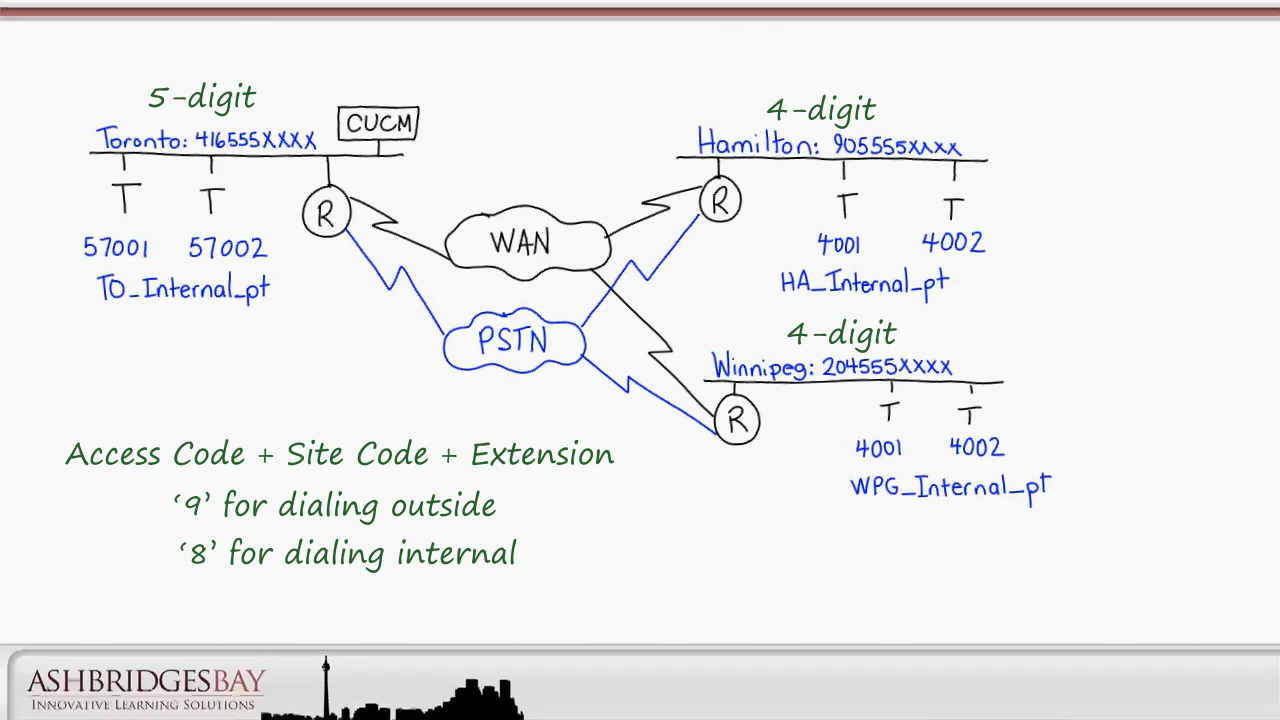 5-digit
Toronto: 416555XXXX
CUCM
T T
R
57001 57002
TO_Internal_pt
WAN
PSTN
4-digit
Hamilton: 905555xxxx
R
T T
4001 4002
HA_Internal_pt
4-digit
Winnipeg: 204555XXXX
R
T T
4001 4002
WPG_Internal_pt
Access Code + Site Code + Extension
‘9’ for dialing outside
‘8’ for dialing internal
ASHBRIDGESBAY
INNOVATIVE LEARNING SOLUTIONS